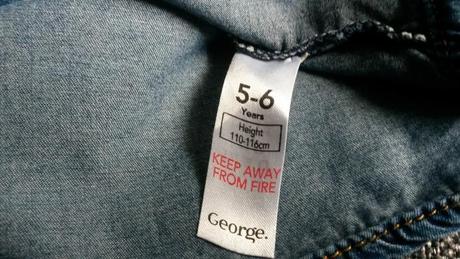 5-6
Years
Height
110-116cm
KEEP AWAY
FROM FIRE
George.